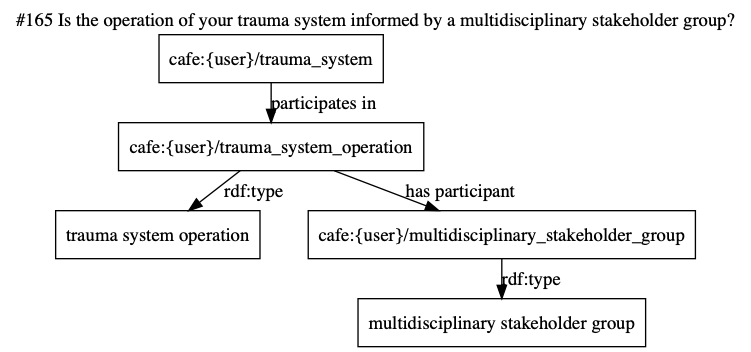 #165 Is the operation of your trauma system informed by a multidisciplinary stakeholder group?
cafe:{user}/trauma_system
participates in
cafe:{user}/trauma_system_operation
rdf:type
has participant
trauma system operation
cafe:{user}/multidisciplinary_stakeholder_group
rdf:type
multidisciplinary stakeholder group